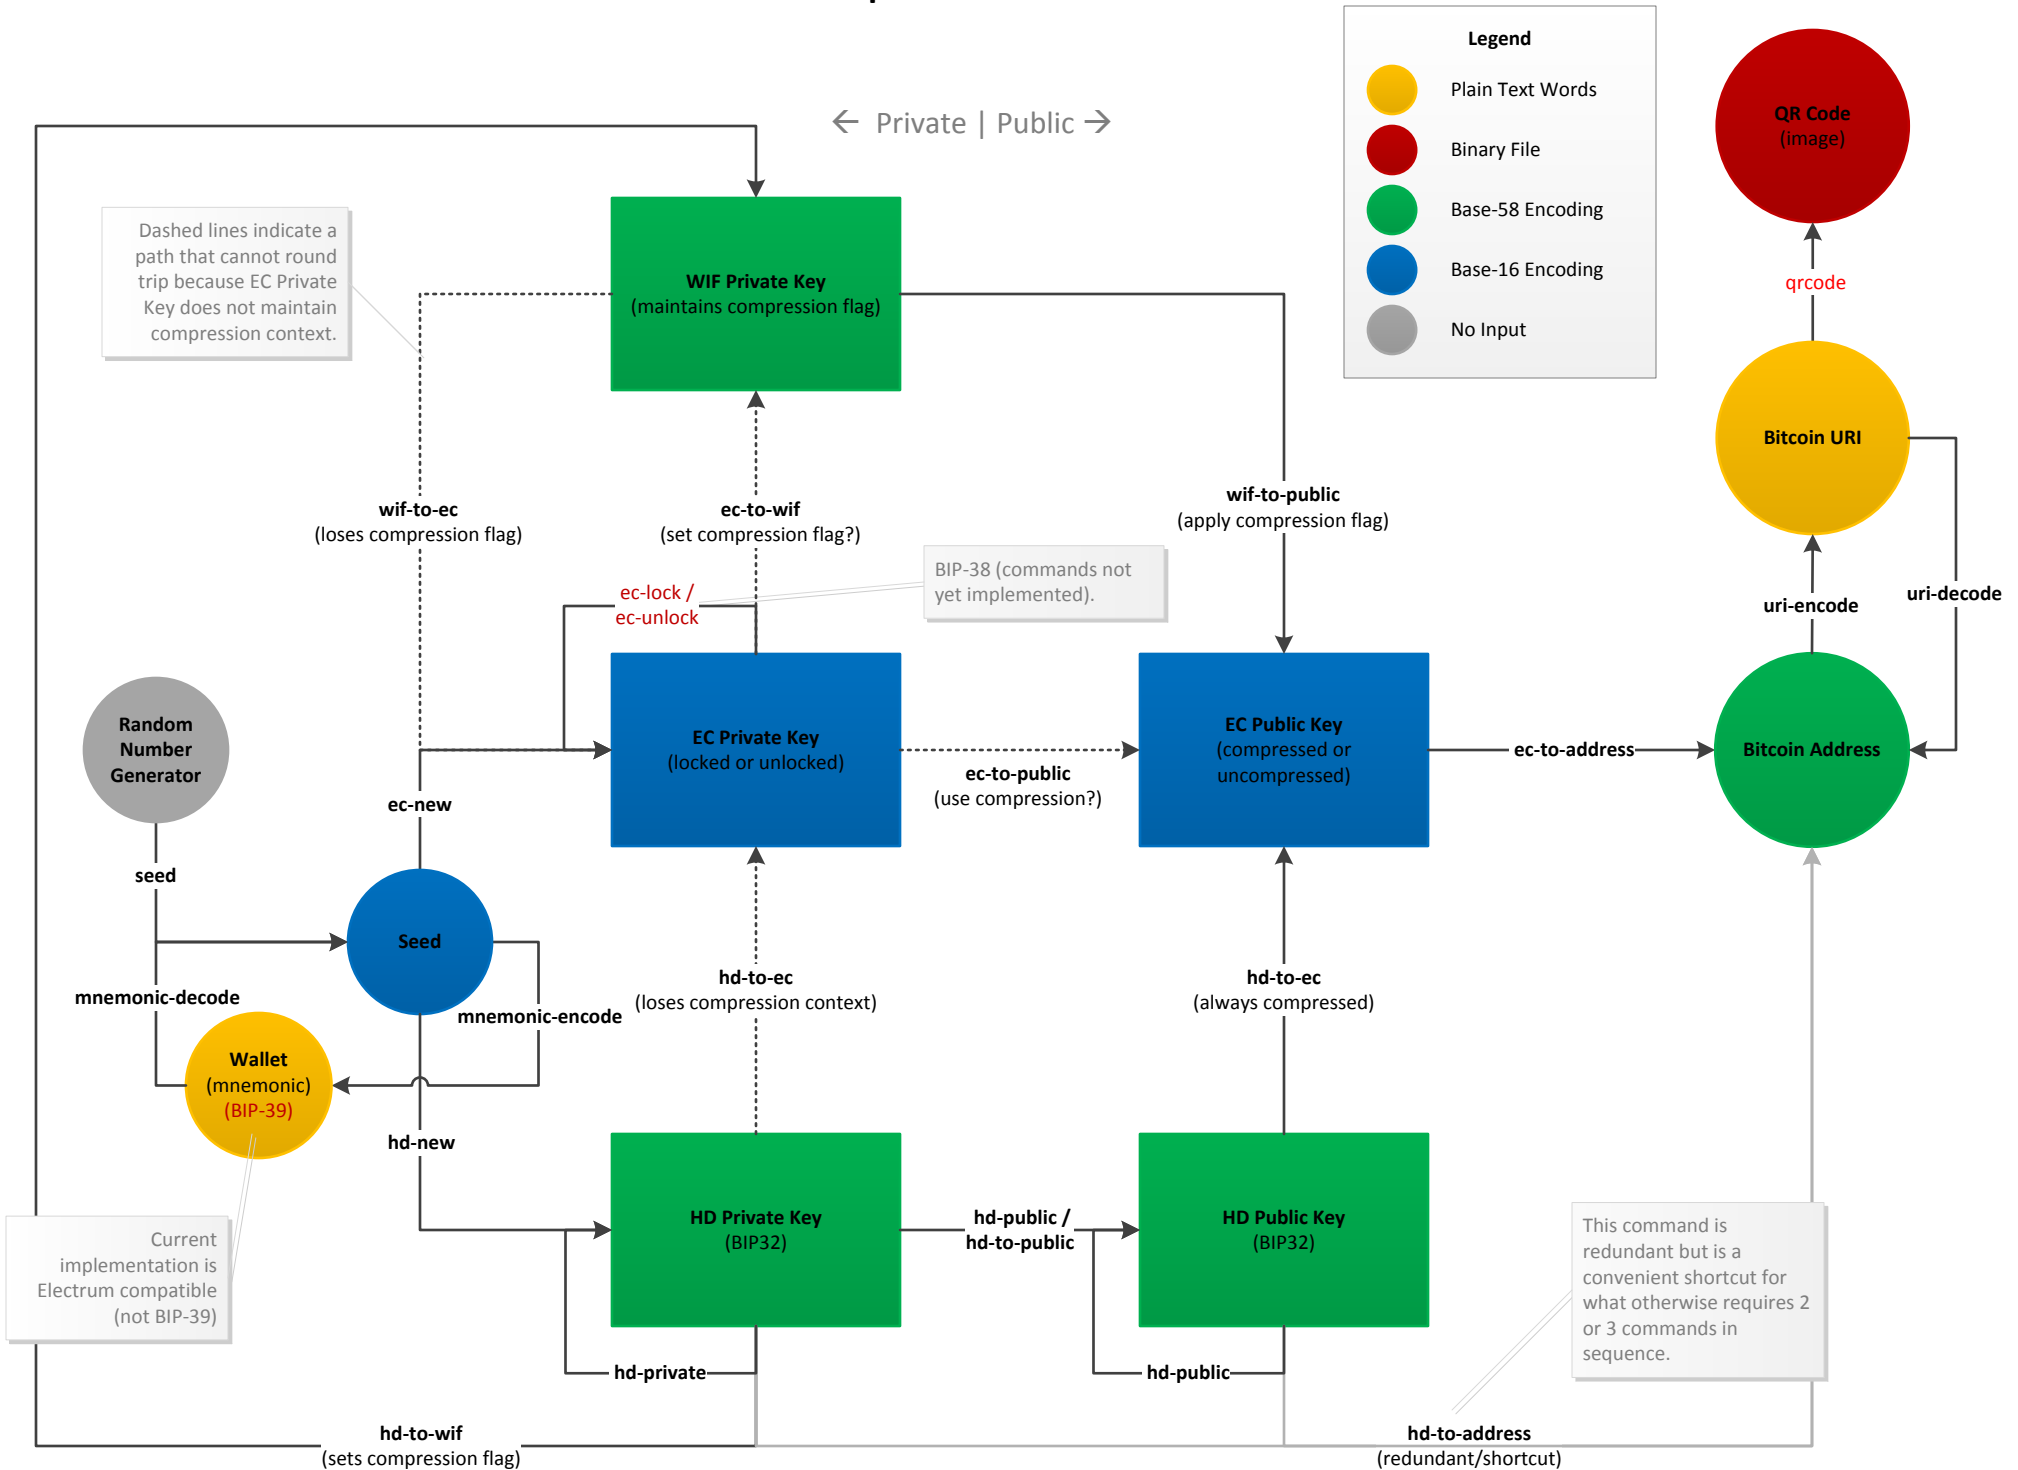 Legend
Plain Text Words
Binary File
Base-58 Encoding
Base-16 Encoding
No Input
← Private | Public →
QR Code
(image)
qrcode
Bitcoin URI
uri-encode
uri-decode
Bitcoin Address
Dashed lines indicate a
path that cannot round
trip because EC Private
Key does not maintain
compression context.
WIF Private Key
(maintains compression flag)
wif-to-ec
(loses compression flag)
ec-to-wif
(set compression flag?)
wif-to-public
(apply compression flag)
BIP-38 (commands not
yet implemented).
ec-lock /
ec-unlock
Random
Number
Generator
EC Private Key
(locked or unlocked)
ec-to-public
(use compression?)
EC Public Key
(compressed or
uncompressed)
ec-to-address
ec-new
seed
Seed
mnemonic-decode
mnemonic-encode
Wallet
(mnemonic)
(BIP-39)
hd-to-ec
(loses compression context)
hd-to-ec
(always compressed)
hd-new
Current
implementation is
Electrum compatible
(not BIP-39)
HD Private Key
(BIP32)
hd-public /
hd-to-public
HD Public Key
(BIP32)
This command is
redundant but is a
convenient shortcut for
what otherwise requires 2
or 3 commands in
sequence.
hd-private
hd-public
hd-to-wif
(sets compression flag)
hd-to-address
(redundant/shortcut)